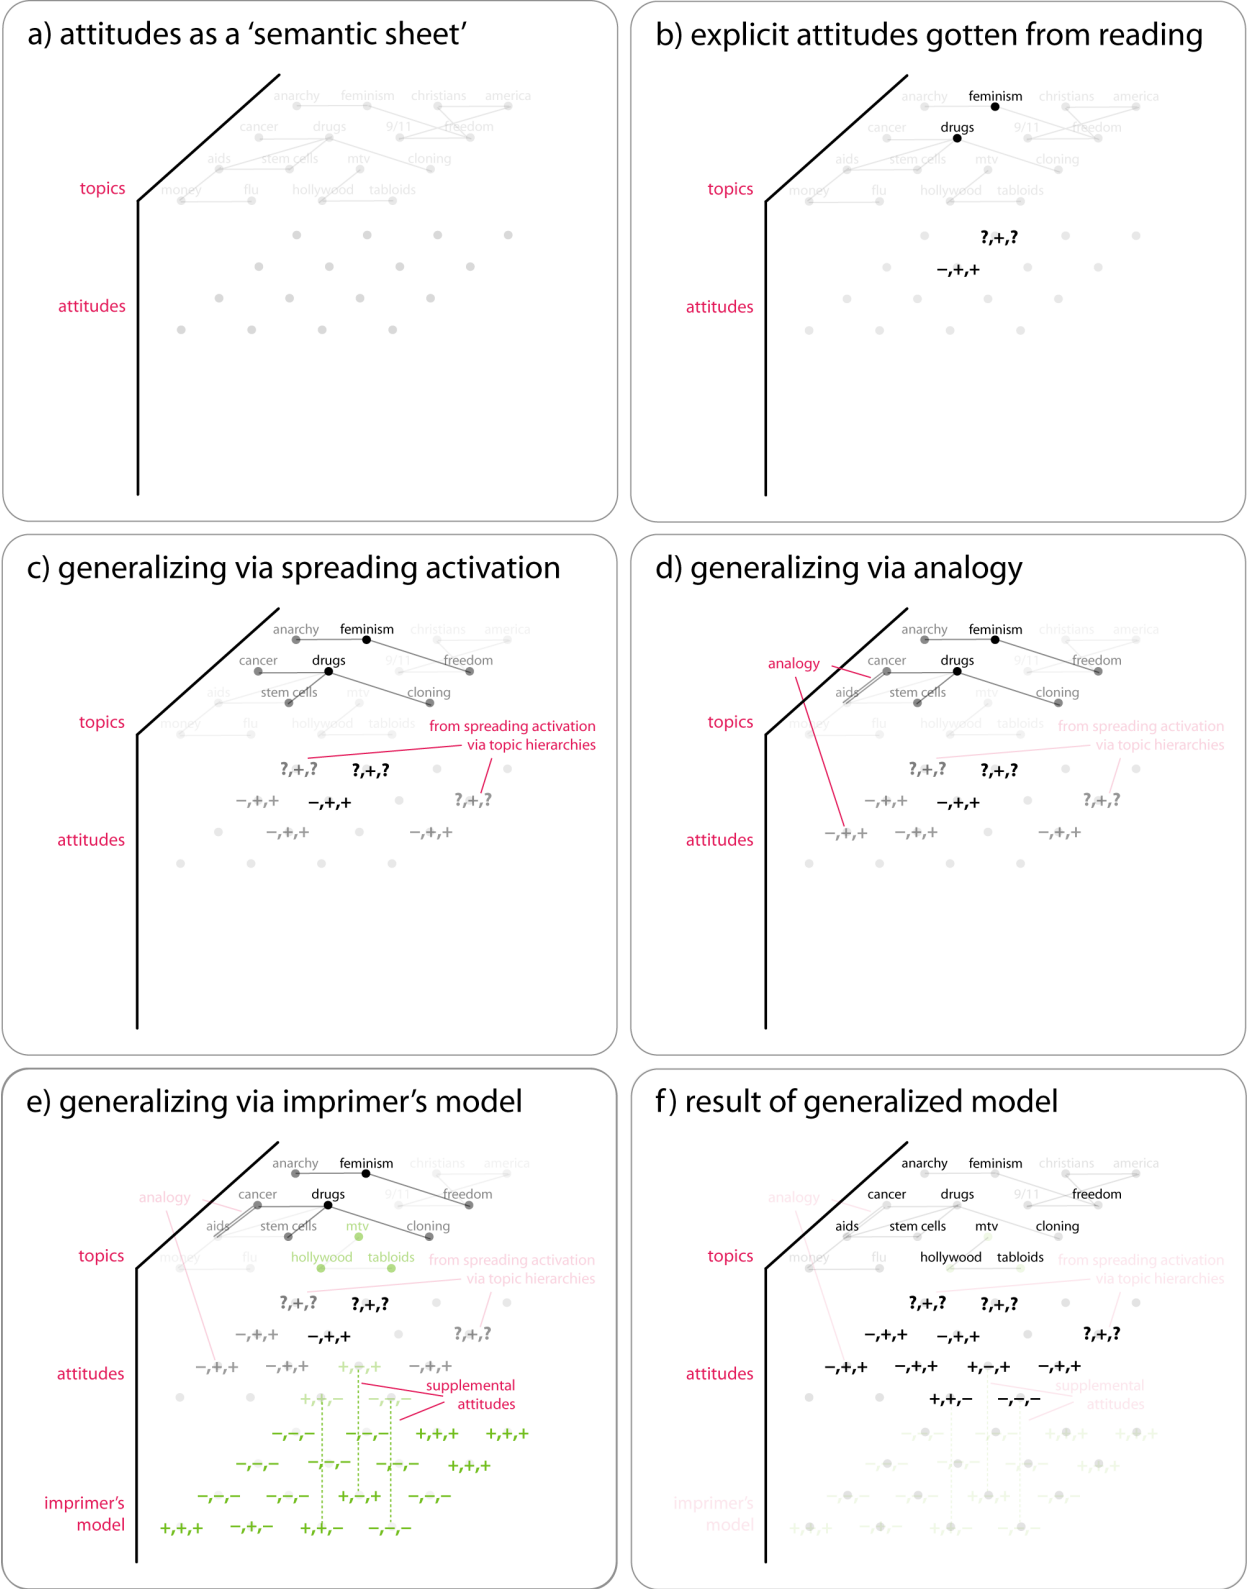 a) attitudes as a ‘semantic sheet’
anarchy feminism christians america
cancer drugs 9/11 freedom
aids stem cells mtv cloning
topics money flu hollywood tabloids
attitudes
b) explicit attitudes gotten from reading
anarchy feminism christians america
cancer drugs 9/11 freedom
aids stem cells mtv cloning
topics money flu hollywood tabloids
?,+,?
–,+,+
attitudes
c) generalizing via spreading activation
anarchy feminism christians america
cancer drugs 9/11 freedom
aids stem cells mtv cloning
topics money flu hollywood tabloids
from spreading activation
via topic hierarchies
?,+,? ?,+,?
–,+,+ –,+,+ ?,+,?
attitudes –,+,+ –,+,+
d) generalizing via analogy
anarchy feminism christians america
analogy cancer drugs 9/11 freedom
aids stem cells mtv cloning
topics money flu hollywood tabloids
from spreading activation
via topic hierarchies
?,+,? ?,+,?
–,+,+ –,+,+ ?,+,?
attitudes –,+,+ –,+,+ –,+,+
e) generalizing via imprimer’s model
anarchy feminism christians america
analogy cancer drugs 9/11 freedom
aids stem cells mtv cloning
topics money flu hollywood tabloids
from spreading activation
via topic hierarchies
?,+,? ?,+,?
–,+,+ –,+,+ ?,+,?
attitudes –,+,+ –,+,+ +,–,+ –,+,+
+,+,– –,–,–
supplemental
attitudes
–,–,– –,–,– +,+,+ +,+,+
–,–,– –,–,– –,–,– +,+,+
–,–,– –,–,– +,–,+ –,–,–
imprimer’s
model
+,+,+ –,+,– +,+,– –,–,–
f) result of generalized model
anarchy feminism christians america
analogy cancer drugs 9/11 freedom
aids stem cells mtv cloning
topics money flu hollywood tabloids
from spreading activation
via topic hierarchies
?,+,? ?,+,?
–,+,+ –,+,+ ?,+,?
attitudes –,+,+ –,+,+ +,–,+ –,+,+
+,+,– –,–,–
supplemental
attitudes
imprimer’s
model